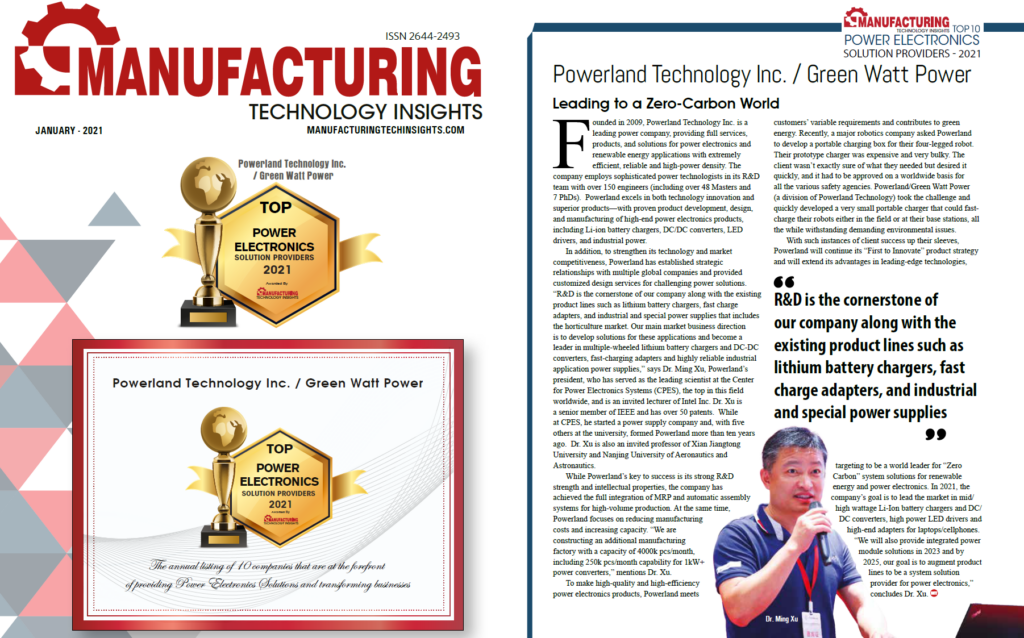 ISSN 2644-2493
MANUFACTURING
TECHNOLOGY INSIGHTS
JANUARY - 2021
MANUFACTURINGTECHINSIGHTS.COM
Powerland Technology Inc.
/ Green Watt Power
TOP
POWER
ELECTRONICS
SOLUTION PROVIDERS
2021
Awarded By
MANUFACTURING
TECHNOLOGY INSIGHTS
Powerland Technology Inc. / Green Watt Power
TOP
POWER
ELECTRONICS
SOLUTION PROVIDERS
2021
Awarded By
MANUFACTURING
TECHNOLOGY INSIGHTS
The annual listing of 10 companies that are at the forefront
of providing Power Electronics Solutions and transforming businesses
MANUFACTURING
TECHNOLOGY INSIGHTS
TOP 10
POWER ELECTRONICS
SOLUTION PROVIDERS - 2021
Powerland Technology Inc. / Green Watt Power
Leading to a Zero-Carbon World
Founded in 2009, Powerland Technology Inc. is a
leading power company, providing full services,
products, and solutions for power electronics and
renewable energy applications with extremely
efficient, reliable and high-power density. The
company employs sophisticated power technologists in its R&D
team with over 150 engineers (including over 48 Masters and
7 PhDs). Powerland excels in both technology innovation and
superior products—with proven product development, design,
and manufacturing of high-end power electronics products,
including Li-ion battery chargers, DC/DC converters, LED
drivers, and industrial power.
In addition, to strengthen its technology and market
competitiveness, Powerland has established strategic
relationships with multiple global companies and provided
customized design services for challenging power solutions.
“R&D is the cornerstone of our company along with the existing
product lines such as lithium battery chargers, fast charge
adapters, and industrial and special power supplies that includes
the horticulture market. Our main market business direction
is to develop solutions for these applications and become a
leader in multiple-wheeled lithium battery chargers and DC-DC
converters, fast-charging adapters and highly reliable industrial
application power supplies,” says Dr. Ming Xu, Powerland’s
president, who has served as the leading scientist at the Center
for Power Electronics Systems (CPES), the top in this field
worldwide, and is an invited lecturer of Intel Inc. Dr. Xu is
a senior member of IEEE and has over 50 patents. While
at CPES, he started a power supply company and, with five
others at the university, formed Powerland more than ten years
ago. Dr. Xu is also an invited professor of Xian Jiangtong
University and Nanjing University of Aeronautics and
Astronautics.
While Powerland’s key to success is its strong R&D
strength and intellectual properties, the company has
achieved the full integration of MRP and automatic assembly
systems for high-volume production. At the same time,
Powerland focuses on reducing manufacturing
costs and increasing capacity. “We are
constructing an additional manufacturing
factory with a capacity of 4000k pcs/month,
including 250k pcs/month capability for 1kW+
power converters,” mentions Dr. Xu.
To make high-quality and high-efficiency
power electronics products, Powerland meets
customers’ variable requirements and contributes to green
energy. Recently, a major robotics company asked Powerland
to develop a portable charging box for their four-legged robot.
Their prototype charger was expensive and very bulky. The
client wasn’t exactly sure of what they needed but desired it
quickly, and it had to be approved on a worldwide basis for
all the various safety agencies. Powerland/Green Watt Power
(a division of Powerland Technology) took the challenge and
quickly developed a very small portable charger that could fast-
charge their robots either in the field or at their base stations, all
the while withstanding demanding environmental issues.
With such instances of client success up their sleeves,
Powerland will continue its “First to Innovate” product strategy
and will extend its advantages in leading-edge technologies,
“
R&D is the cornerstone of
our company along with the
existing product lines such as
lithium battery chargers, fast
charge adapters, and industrial
and special power supplies
”
targeting to be a world leader for “Zero
Carbon” system solutions for renewable
energy and power electronics. In 2021, the
company’s goal is to lead the market in mid/
high wattage Li-Ion battery chargers and DC/
DC converters, high power LED drivers and
high-end adapters for laptops/cellphones.
“We will also provide integrated power
module solutions in 2023 and by
2025, our goal is to augment product
lines to be a system solution
provider for power electronics,”
concludes Dr. Xu.
Dr. Ming Xu